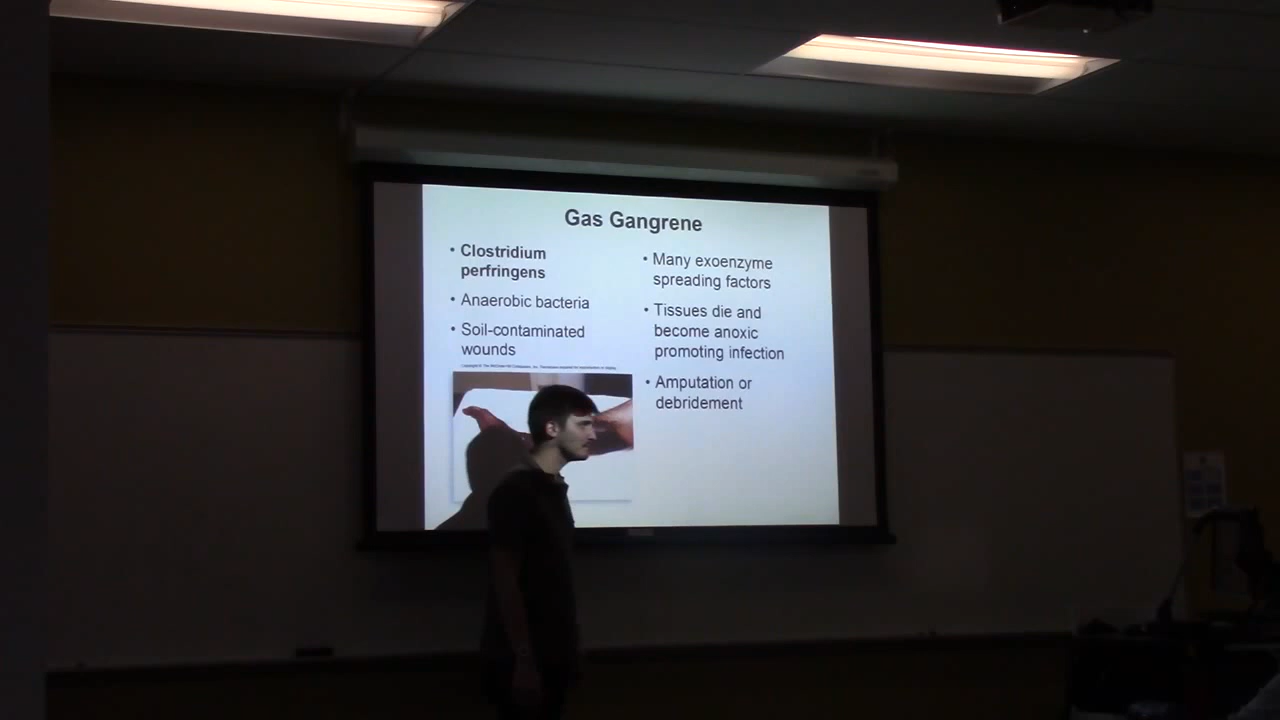 Gas Gangrene
• Clostridium
perfringens
• Anaerobic bacteria
• Soil-contaminated
wounds
• Many exoenzyme
spreading factors
• Tissues die and
become anoxic
promoting infection
• Amputation or
debridement